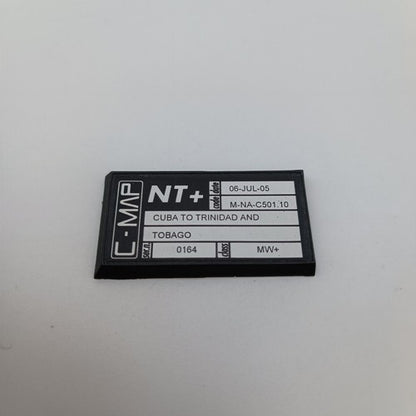 C-MAP
NT+
date 06-JUL-05
code M-NA-C501.10
CUBA TO TRINIDAD AND
TOBAGO
ser.n. 0164 class MW+